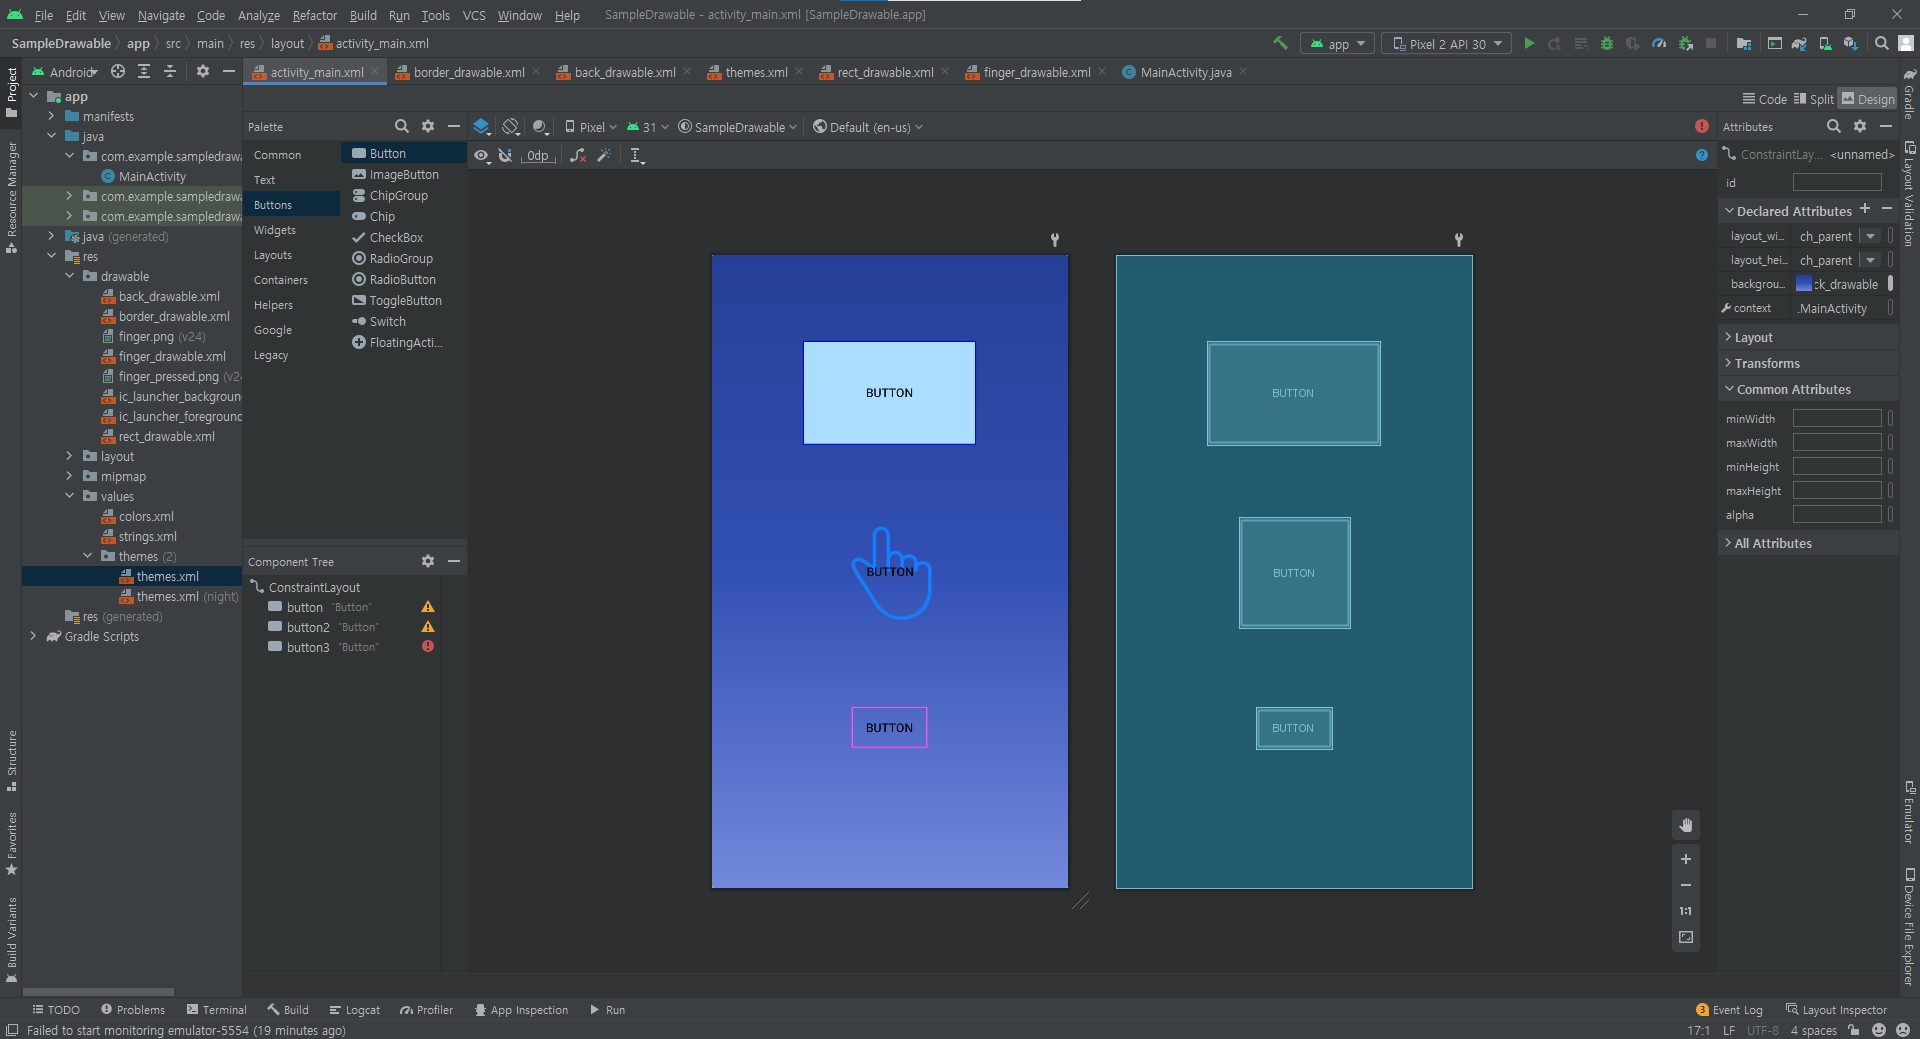 File Edit View Navigate Code Analyze Refactor Build Run Tools VCS Window Help SampleDrawable - activity_main.xml [SampleDrawable.app]
SampleDrawable app src main res layout activity_main.xml app Pixel 2 API 30
Project
Resource Manager
Structure
Favorites
Build Variants
Android
activity_main.xml border_drawable.xml back_drawable.xml themes.xml rect_drawable.xml finger_drawable.xml MainActivity.java
Code Split Design
app
manifests
java
com.example.sampledrawa
MainActivity
com.example.sampledrawa
com.example.sampledrawa
java (generated)
res
drawable
back_drawable.xml
border_drawable.xml
finger.png (v24)
finger_drawable.xml
finger_pressed.png (v24
ic_launcher_backgroun
ic_launcher_foreground
rect_drawable.xml
layout
mipmap
values
colors.xml
strings.xml
themes (2)
themes.xml
themes.xml (night)
res (generated)
Gradle Scripts
Palette
Common
Text
Buttons
Widgets
Layouts
Containers
Helpers
Google
Legacy
Button
ImageButton
ChipGroup
Chip
CheckBox
RadioGroup
RadioButton
ToggleButton
Switch
FloatingActi...
Component Tree
ConstraintLayout
button "Button"
button2 "Button"
button3 "Button"
Pixel 31 SampleDrawable Default (en-us)
0dp
BUTTON
BUTTON
BUTTON
BUTTON
BUTTON
BUTTON
1:1
Attributes
ConstraintLay... <unnamed>
id
Declared Attributes
layout_wi... ch_parent
layout_hei... ch_parent
backgrou... ck_drawable
context .MainActivity
Layout
Transforms
Common Attributes
minWidth
maxWidth
minHeight
maxHeight
alpha
All Attributes
Gradle
Layout Validation
Emulator
Device File Explorer
TODO Problems Terminal Build Logcat Profiler App Inspection Run 3 Event Log Layout Inspector
Failed to start monitoring emulator-5554 (19 minutes ago) 17:1 LF UTF-8 4 spaces